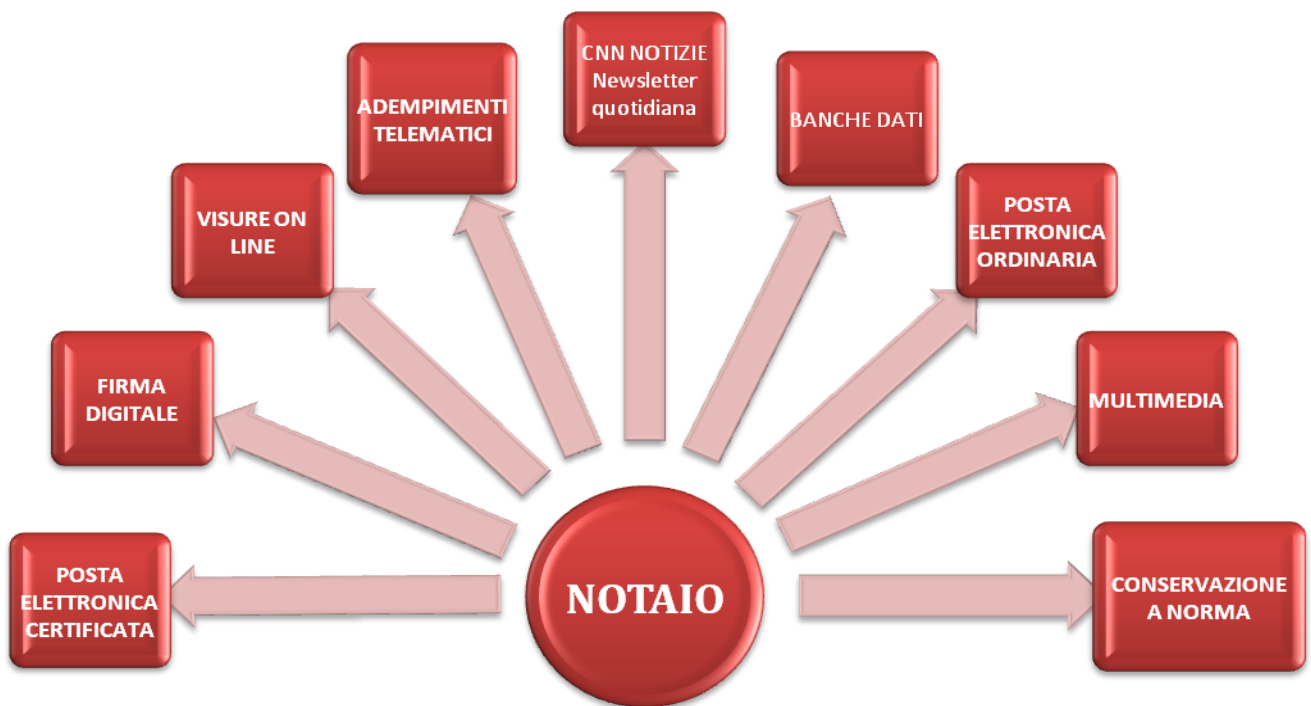 CNN NOTIZIE
Newsletter
quotidiana
ADEMPIMENTI
TELEMATICI
BANCHE DATI
VISURE ON
LINE
POSTA
ELETTRONICA
ORDINARIA
FIRMA
DIGITALE
MULTIMEDIA
POSTA
ELETTRONICA
CERTIFICATA
NOTAIO
CONSERVAZIONE
A NORMA